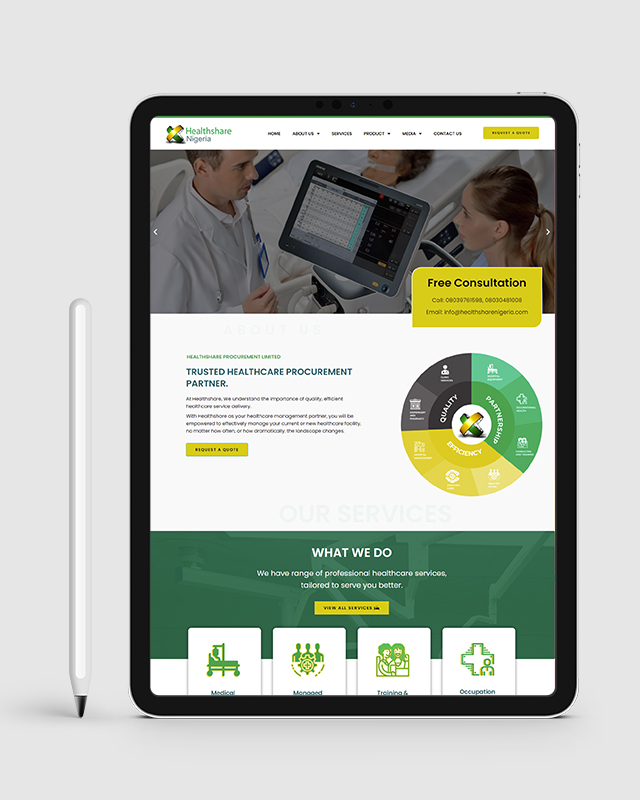 Healthshare
Nigeria
HOME
ABOUT US
SERVICES
PRODUCT
MEDIA
CONTACT US
REQUEST A QUOTE
Free Consultation
Call: 08039761598, 08030481008
Email: info@healthsharenigeria.com
ABOUT US
HEALTHSHARE PROCUREMENT LIMITED
TRUSTED HEALTHCARE PROCUREMENT
PARTNER.
At Healthshare, We understand the importance of quality, efficient
healthcare service delivery.
With Healthshare as your healthcare management partner, you will be
empowered to effectively manage your current or new healthcare facility,
no matter how often, or how dramatically, the landscape changes.
REQUEST A QUOTE
QUALITY
PARTNERSHIP
EFFICIENCY
OUR SERVICES
WHAT WE DO
We have range of professional healthcare services,
tailored to serve you better.
VIEW ALL SERVICES
Medical
Managed
Training &
Occupation